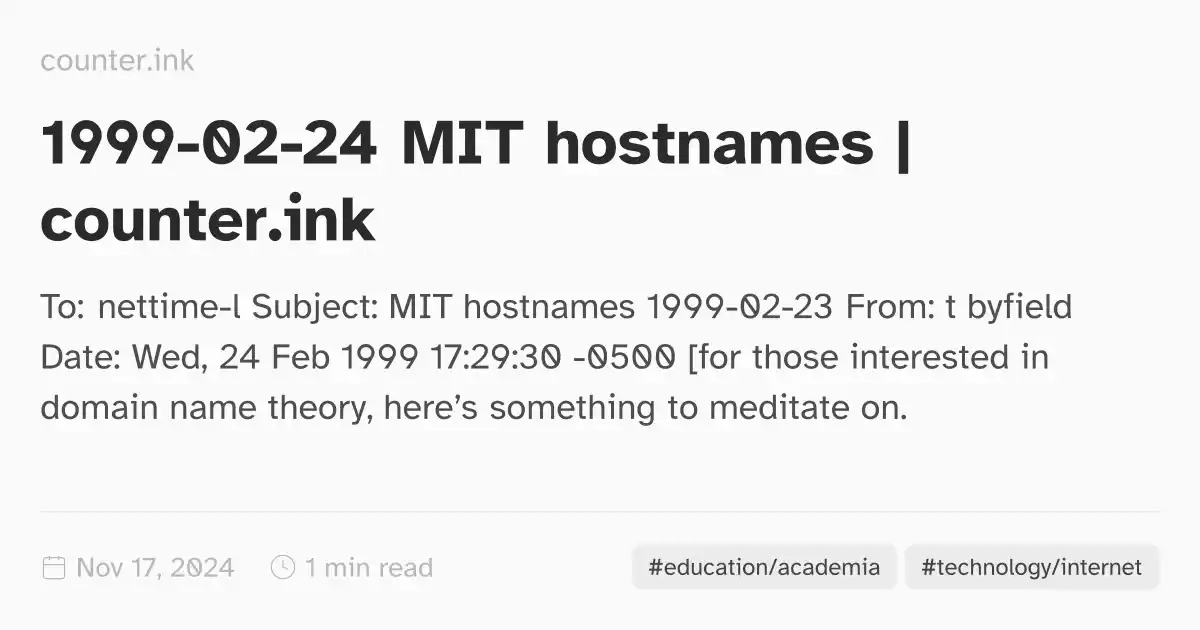 counter.ink
1999-02-24 MIT hostnames |
counter.ink
To: nettime-l Subject: MIT hostnames 1999-02-23 From: t byfield
Date: Wed, 24 Feb 1999 17:29:30 -0500 [for those interested in
domain name theory, here’s something to meditate on.
Nov 17, 2024 1 min read #education/academia #technology/internet